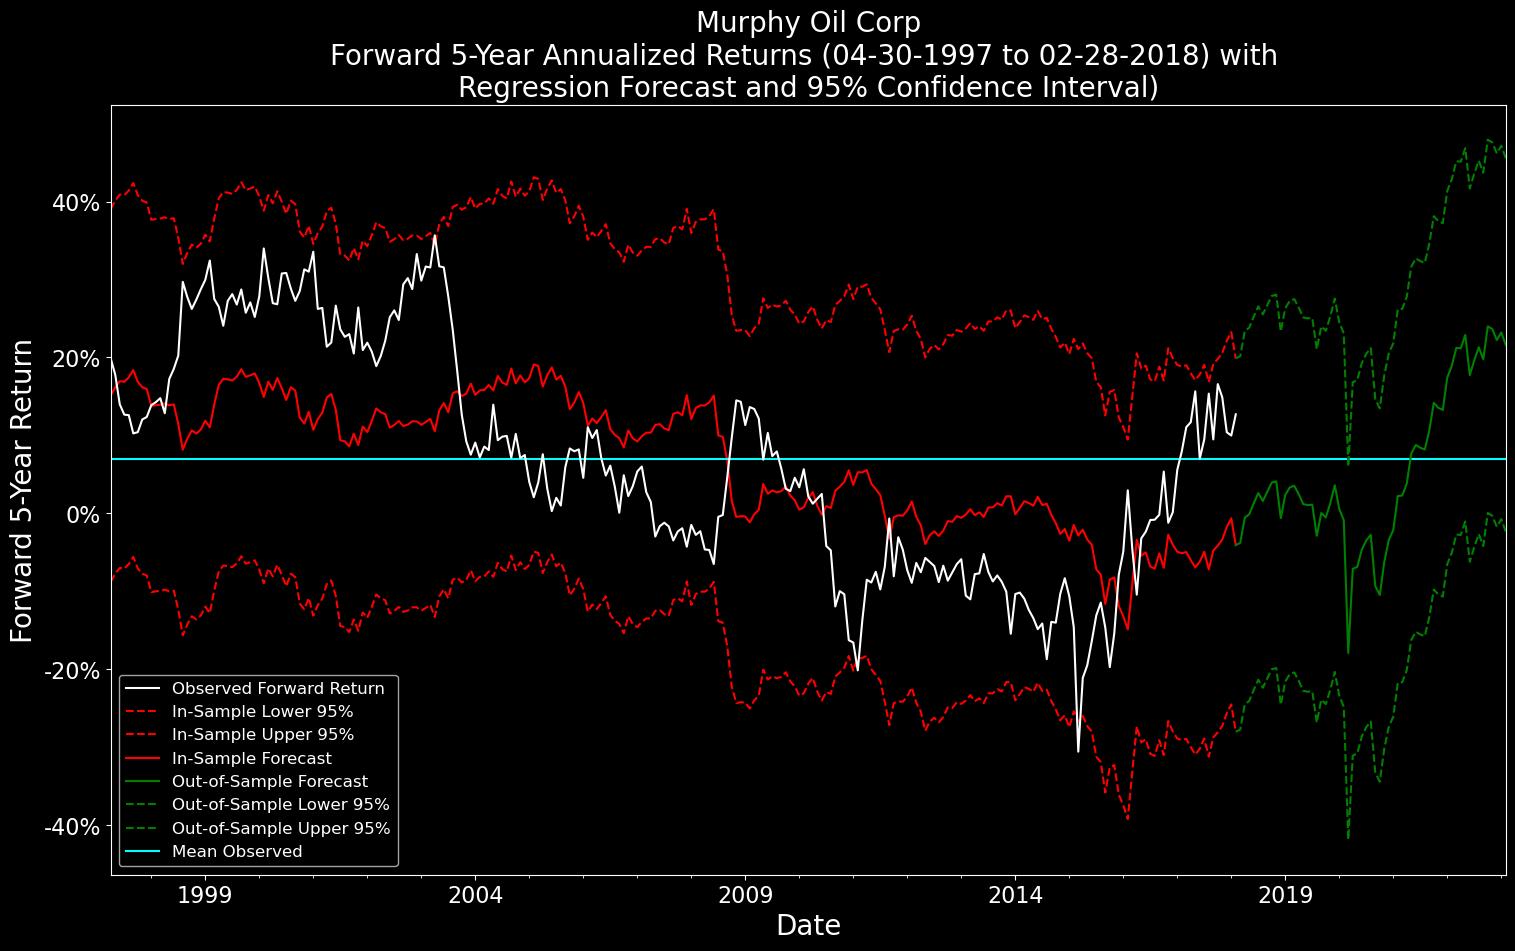 Murphy Oil Corp
Forward 5-Year Annualized Returns (04-30-1997 to 02-28-2018) with
Regression Forecast and 95% Confidence Interval)
Forward 5-Year Return
40%
20%
0%
-20%
-40%
Observed Forward Return
In-Sample Lower 95%
In-Sample Upper 95%
In-Sample Forecast
Out-of-Sample Forecast
Out-of-Sample Lower 95%
Out-of-Sample Upper 95%
Mean Observed
1999 2004 2009 2014 2019
Date